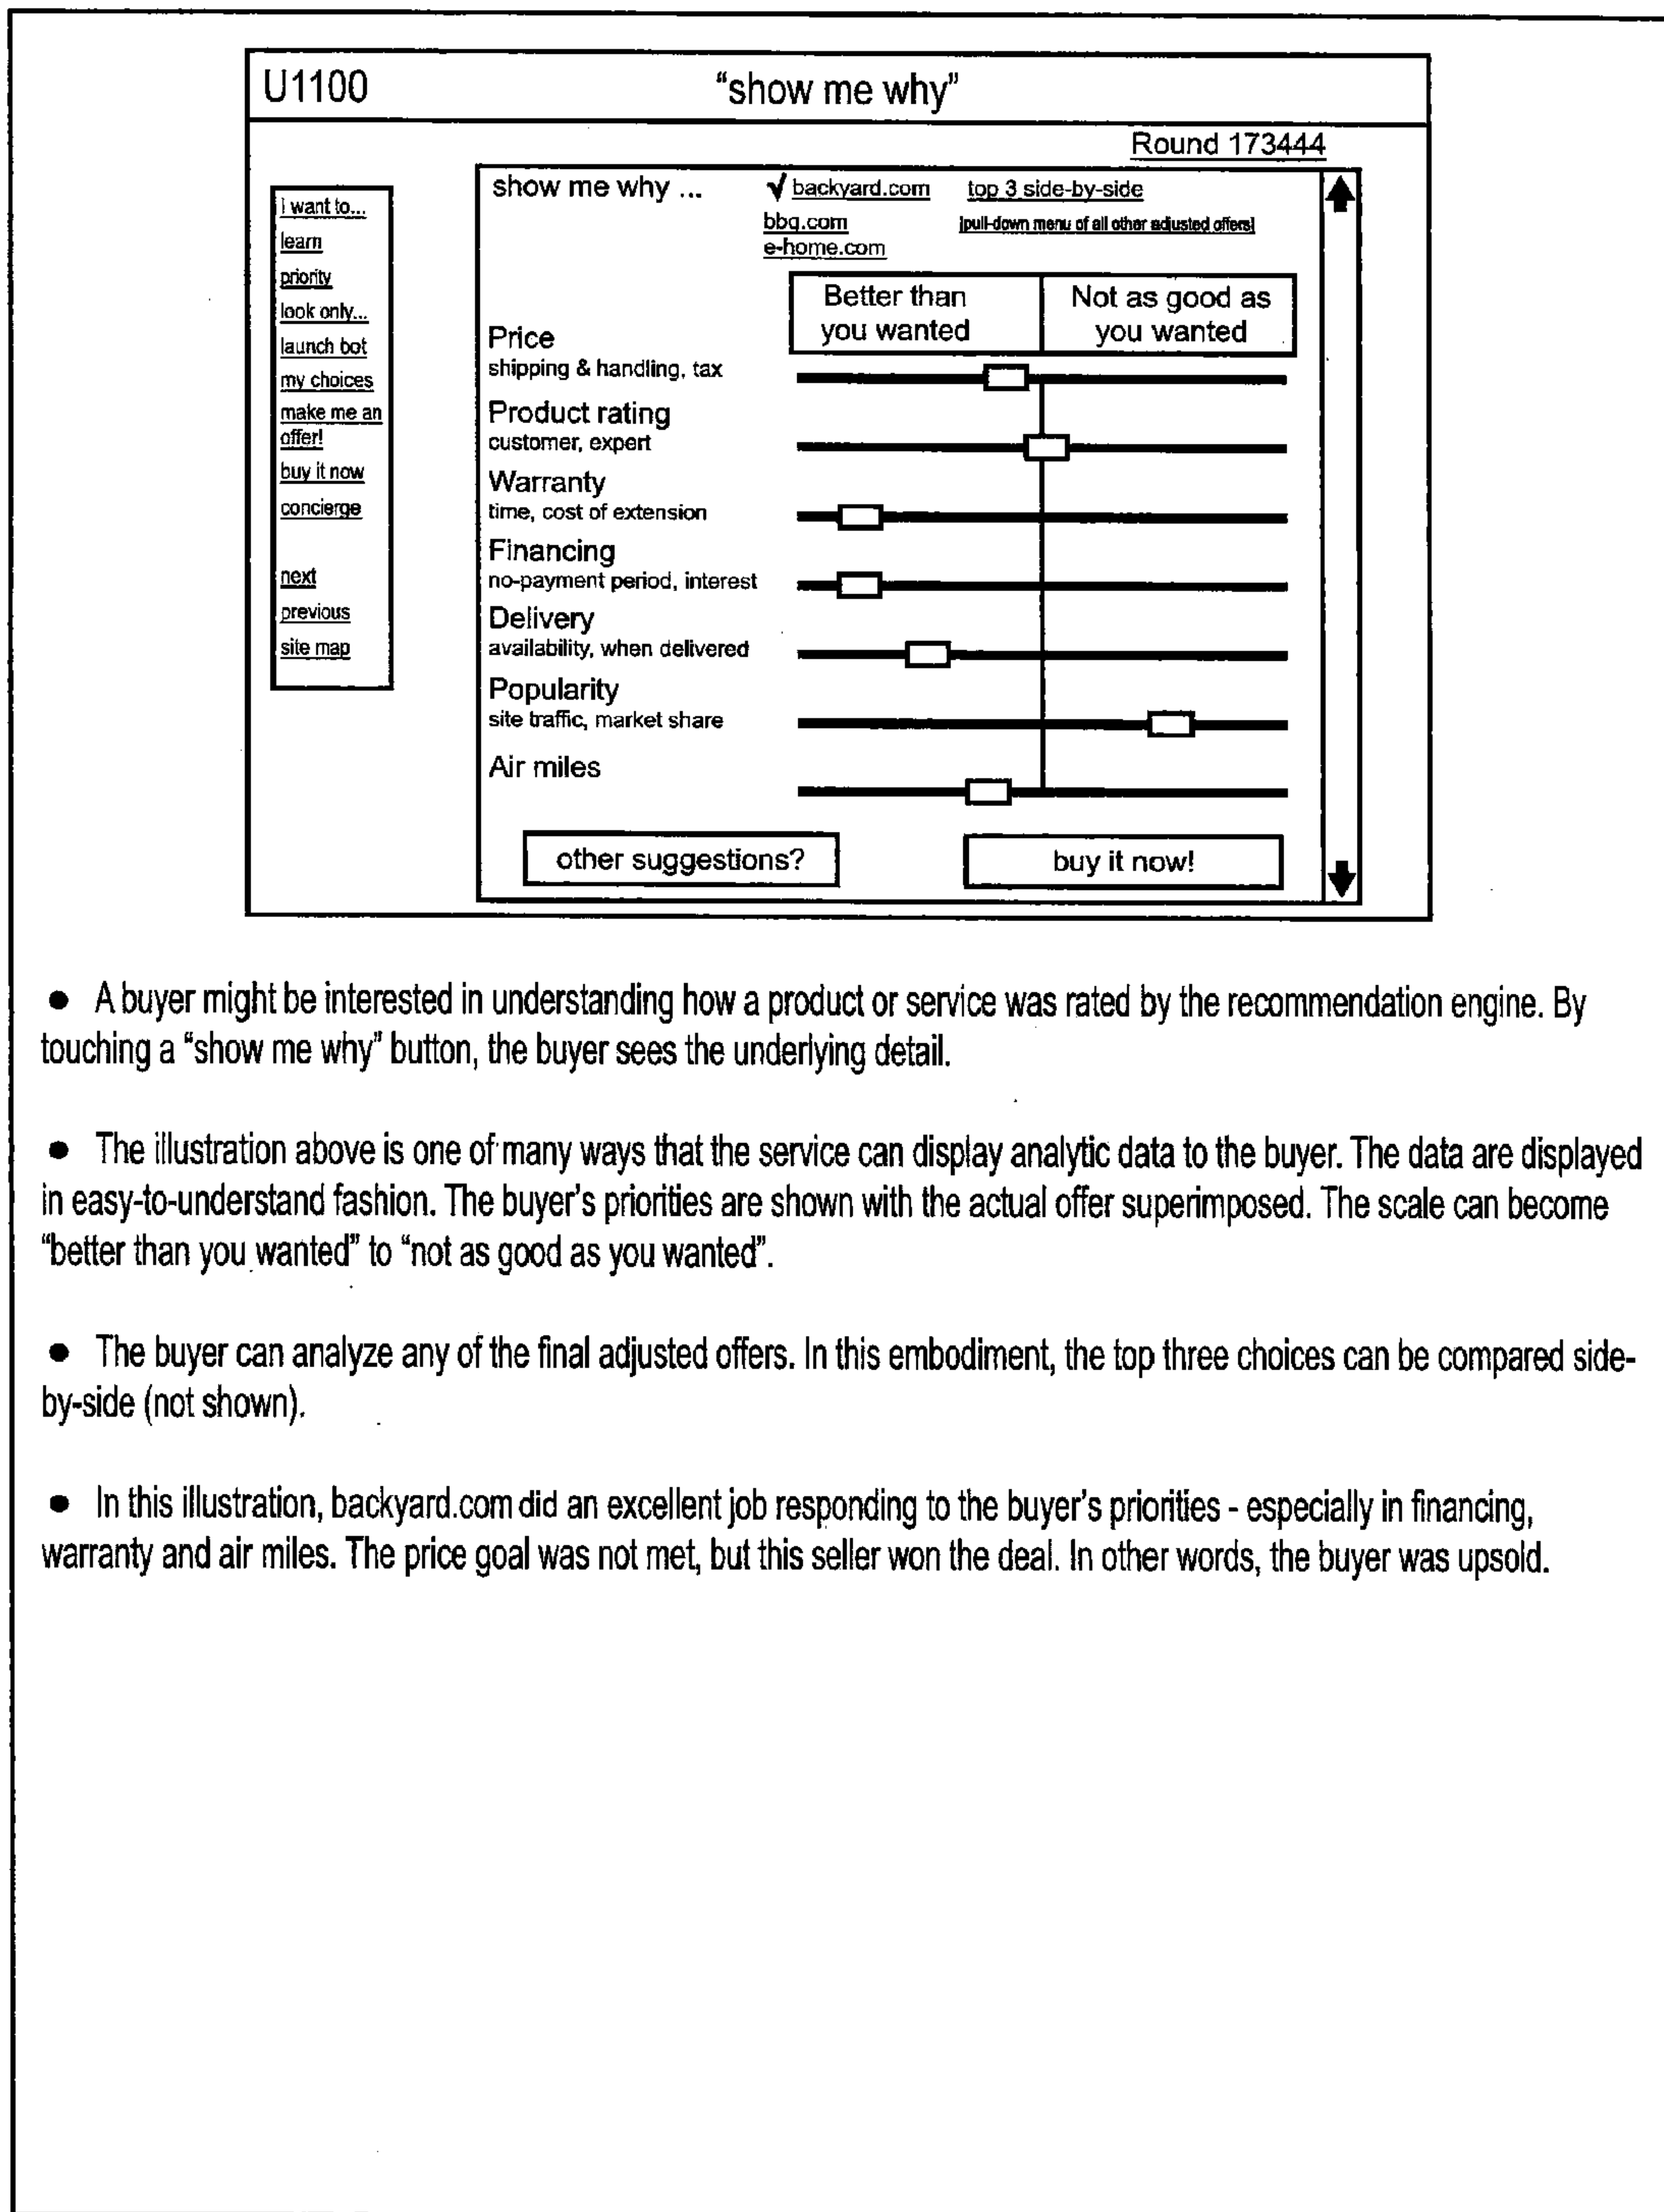 U1100
“show me why”
Round 173444
i want to...
learn
priority
look only...
launch bot
my choices
make me an
offer!
buy it now
concierge
next
previous
site map
show me why ...
√ backyard.com
top 3 side-by-side
bbq.com
[pull-down menu of all other adjusted offers]
e-home.com
Better than
you wanted
Not as good as
you wanted
Price
shipping & handling, tax
Product rating
customer, expert
Warranty
time, cost of extension
Financing
no-payment period, interest
Delivery
availability, when delivered
Popularity
site traffic, market share
Air miles
other suggestions?
buy it now!
● A buyer might be interested in understanding how a product or service was rated by the recommendation engine. By
touching a “show me why” button, the buyer sees the underlying detail.
● The illustration above is one of many ways that the service can display analytic data to the buyer. The data are displayed
in easy-to-understand fashion. The buyer's priorities are shown with the actual offer superimposed. The scale can become
“better than you wanted” to “not as good as you wanted”.
● The buyer can analyze any of the final adjusted offers. In this embodiment, the top three choices can be compared side-
by-side (not shown).
● In this illustration, backyard.com did an excellent job responding to the buyer's priorities - especially in financing,
warranty and air miles. The price goal was not met, but this seller won the deal. In other words, the buyer was upsold.